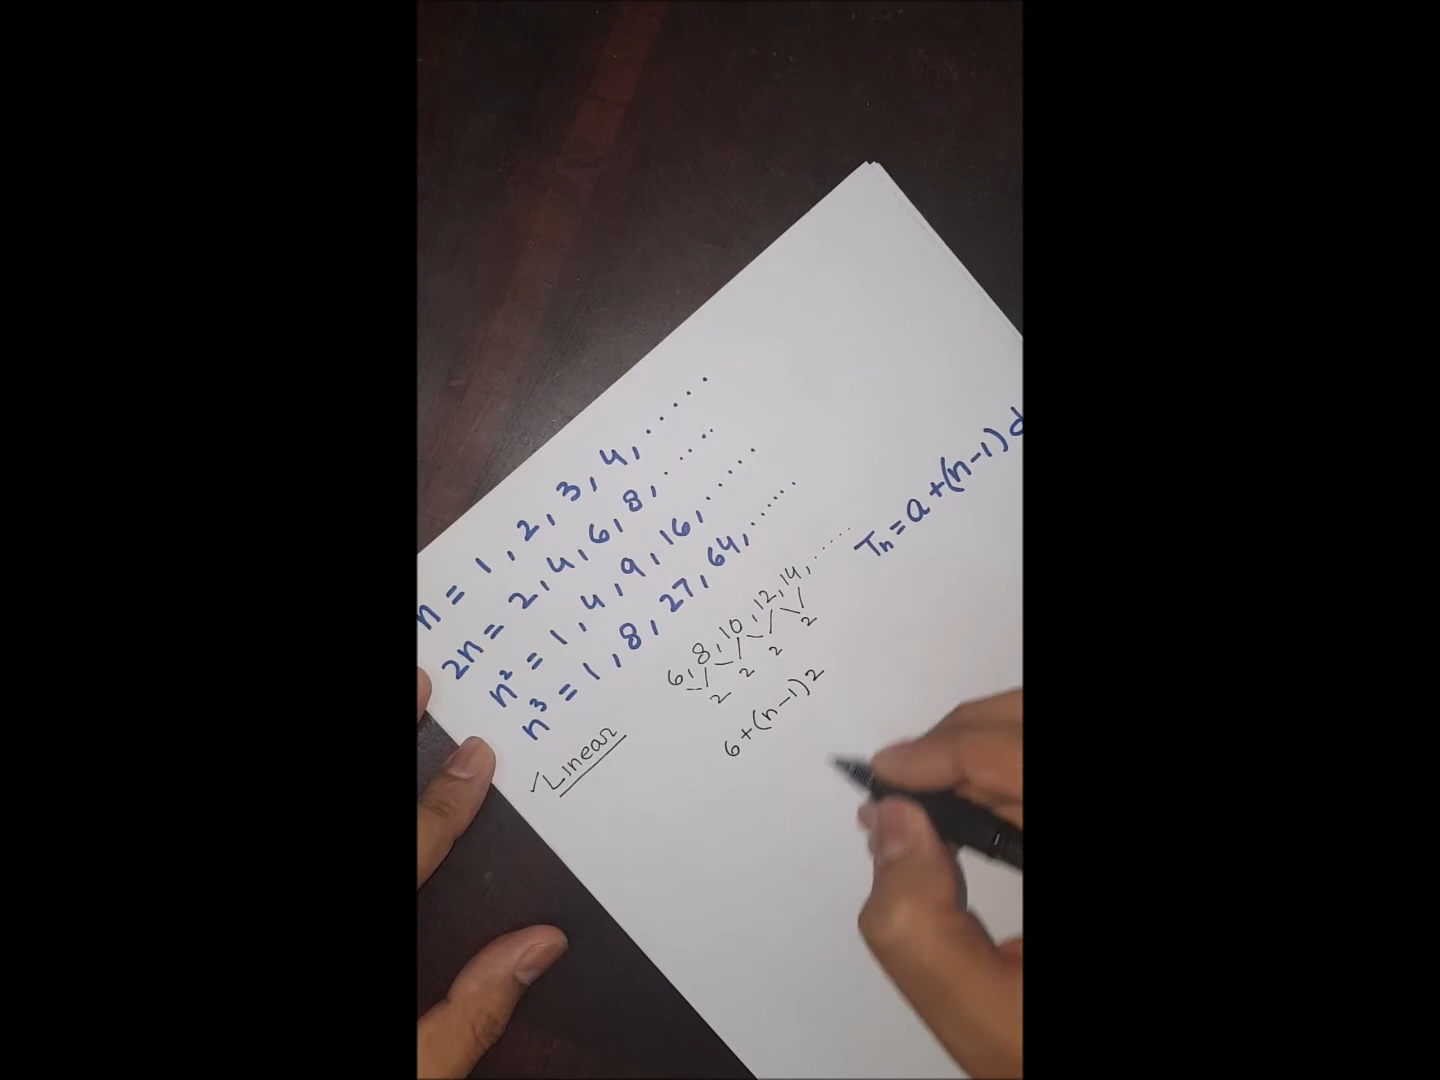 n = 1, 2, 3, 4, .....
2n = 2, 4, 6, 8, .....
n² = 1, 4, 9, 16, .....
n³ = 1, 8, 27, 64, ......
Linear
6, 8, 10, 12, 14, .....
2 2 2 2
6+(n-1)2
Tn = a+(n-1)d